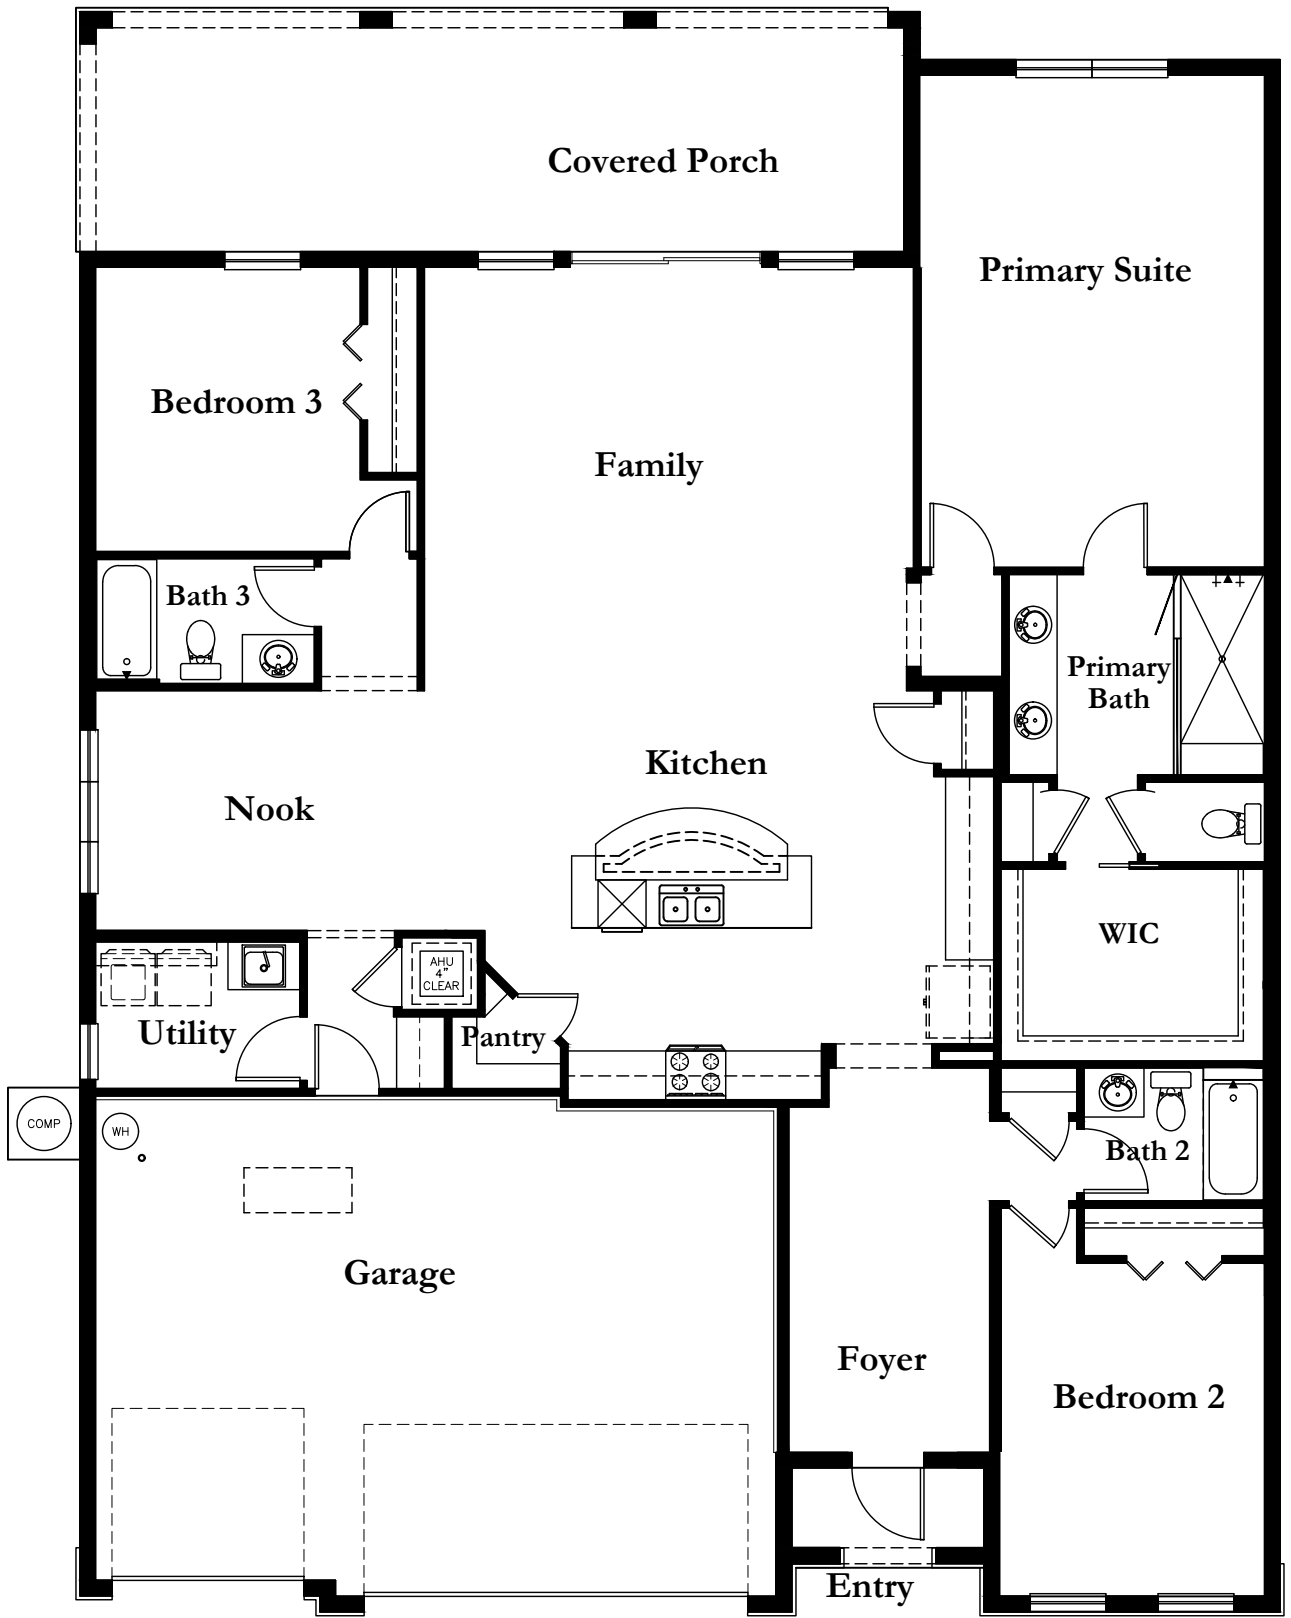 Covered Porch
Primary Suite
Bedroom 3
Family
Bath 3
Primary
Bath
Kitchen
Nook
WIC
AHU
4"
CLEAR
Utility
Pantry
COMP
WH
Bath 2
Garage
Foyer
Bedroom 2
Entry